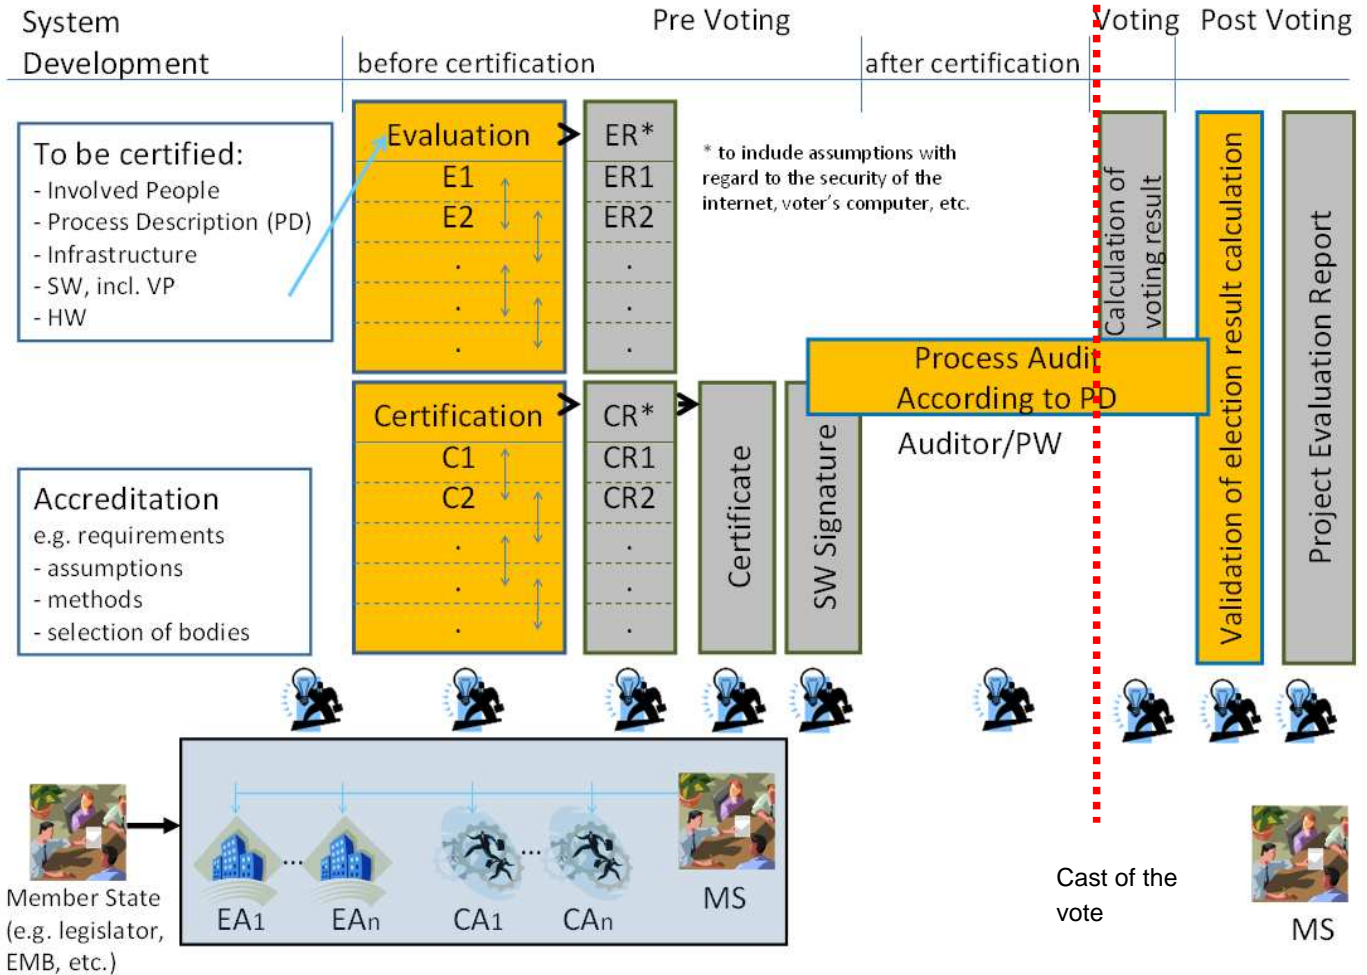 System
Development
Pre Voting
Voting
Post Voting
before certification
after certification
To be certified:
- Involved People
- Process Description (PD)
- Infrastructure
- SW, incl. VP
- HW
Evaluation
E1
E2
.
.
.
ER*
ER1
ER2
.
.
.
* to include assumptions with
regard to the security of the
internet, voter's computer, etc.
Calculation of
voting result
Validation of election result calculation
Project Evaluation Report
Process Audit
According to PD
Auditor/PW
Accreditation
e.g. requirements
- assumptions
- methods
- selection of bodies
Certification
C1
C2
.
.
.
CR*
CR1
CR2
.
.
.
Certificate
SW Signature
Member State
(e.g. legislator,
EMB, etc.)
EA1
...
EAn
CA1
...
CAn
MS
Cast of the
vote
MS